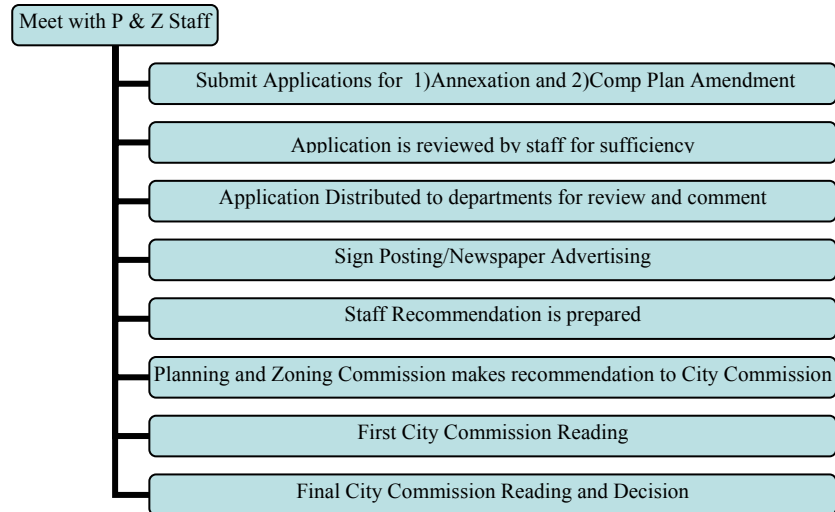 Meet with P & Z Staff
Submit Applications for 1)Annexation and 2)Comp Plan Amendment
Application is reviewed by staff for sufficiency
Application Distributed to departments for review and comment
Sign Posting/Newspaper Advertising
Staff Recommendation is prepared
Planning and Zoning Commission makes recommendation to City Commission
First City Commission Reading
Final City Commission Reading and Decision